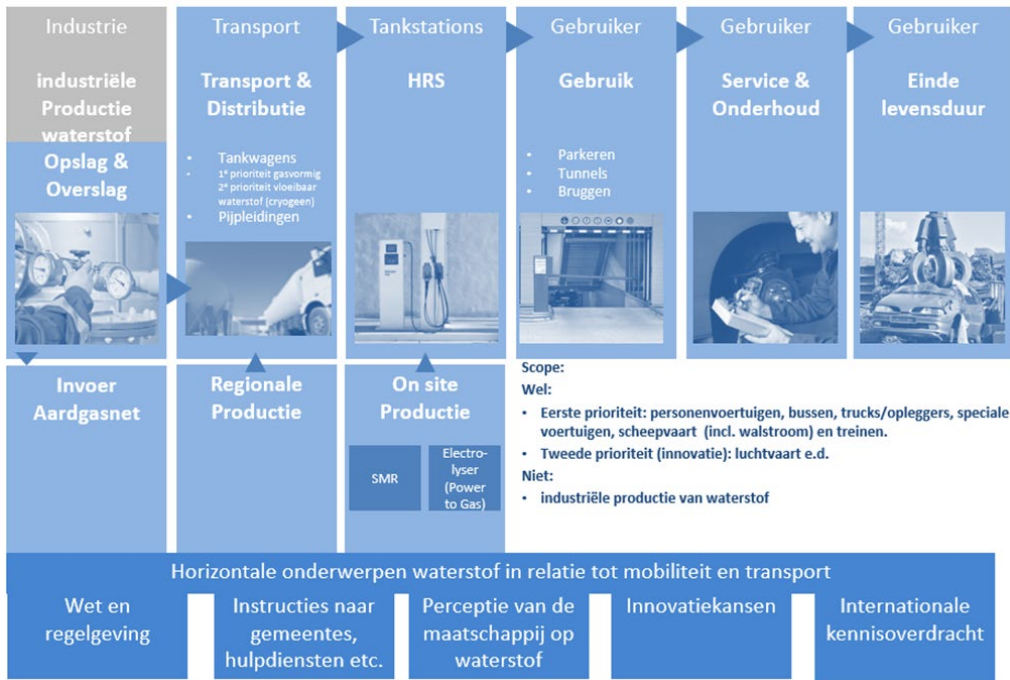 Industrie
industriële
Productie
waterstof
Opslag &
Overslag
Transport
Transport &
Distributie
• Tankwagens
• 1ᵉ prioriteit gasvormig
2ᵉ prioriteit vloeibaar
waterstof (cryogeen)
• Pijpleidingen
Tankstations
HRS
Gebruiker
Gebruik
• Parkeren
• Tunnels
• Bruggen
Gebruiker
Service &
Onderhoud
Gebruiker
Einde
levensduur
Invoer
Aardgasnet
Regionale
Productie
On site
Productie
SMR
Electro-
lyser
(Power
to Gas)
Scope:
Wel:
• Eerste prioriteit: personenvoertuigen, bussen, trucks/opleggers, speciale
voertuigen, scheepvaart (incl. walstroom) en treinen.
• Tweede prioriteit (innovatie): luchtvaart e.d.
Niet:
• industriële productie van waterstof
Horizontale onderwerpen waterstof in relatie tot mobiliteit en transport
Wet en
regelgeving
Instructies naar
gemeentes,
hulpdiensten etc.
Perceptie van de
maatschappij op
waterstof
Innovatiekansen
Internationale
kennisoverdracht